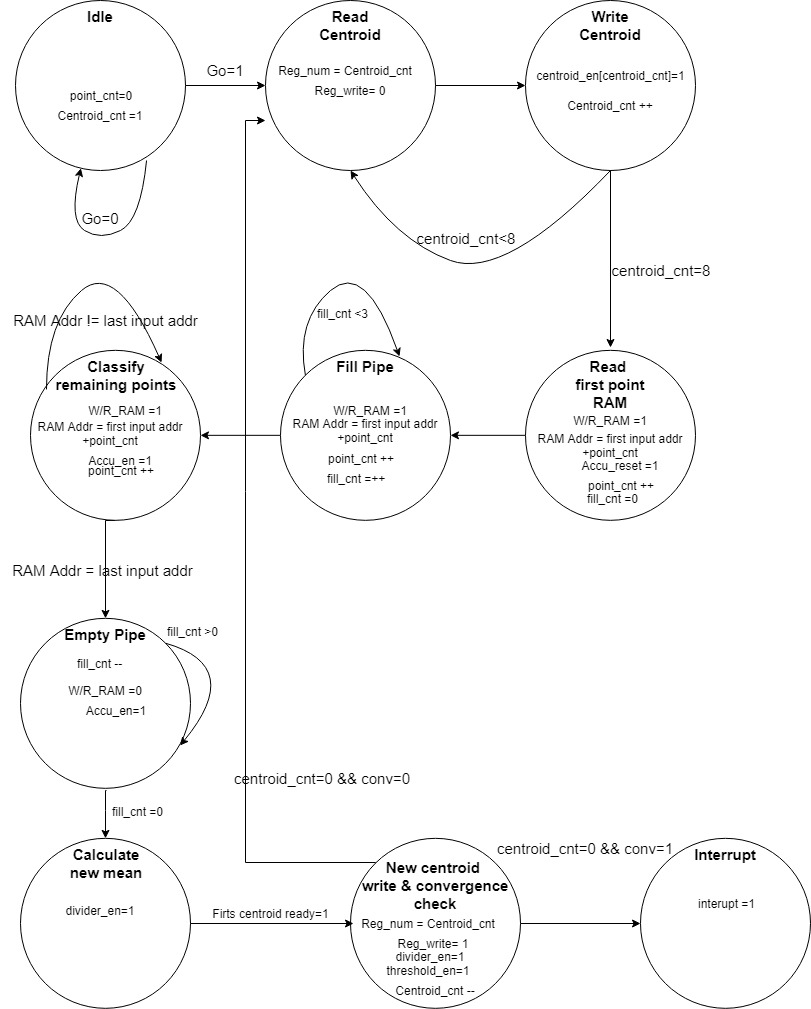 Idle
point_cnt=0
Centroid_cnt =1
Go=0
Go=1
Read
Centroid
Reg_num = Centroid_cnt
Reg_write= 0
Write
Centroid
centroid_en[centroid_cnt]=1
Centroid_cnt ++
centroid_cnt<8
centroid_cnt=8
Read
first point
RAM
W/R_RAM =1
RAM Addr = first input addr
+point_cnt
Accu_reset =1
point_cnt ++
fill_cnt =0
fill_cnt <3
Fill Pipe
W/R_RAM =1
RAM Addr = first input addr
+point_cnt
point_cnt ++
fill_cnt =++
RAM Addr != last input addr
Classify
remaining points
W/R_RAM =1
RAM Addr = first input addr
+point_cnt
Accu_en =1
point_cnt ++
RAM Addr = last input addr
Empty Pipe
fill_cnt --
W/R_RAM =0
Accu_en=1
fill_cnt >0
fill_cnt =0
Calculate
new mean
divider_en=1
Firts centroid ready=1
centroid_cnt=0 && conv=0
New centroid
write & convergence
check
Reg_num = Centroid_cnt
Reg_write= 1
divider_en=1
threshold_en=1
Centroid_cnt --
centroid_cnt=0 && conv=1
Interrupt
interupt =1